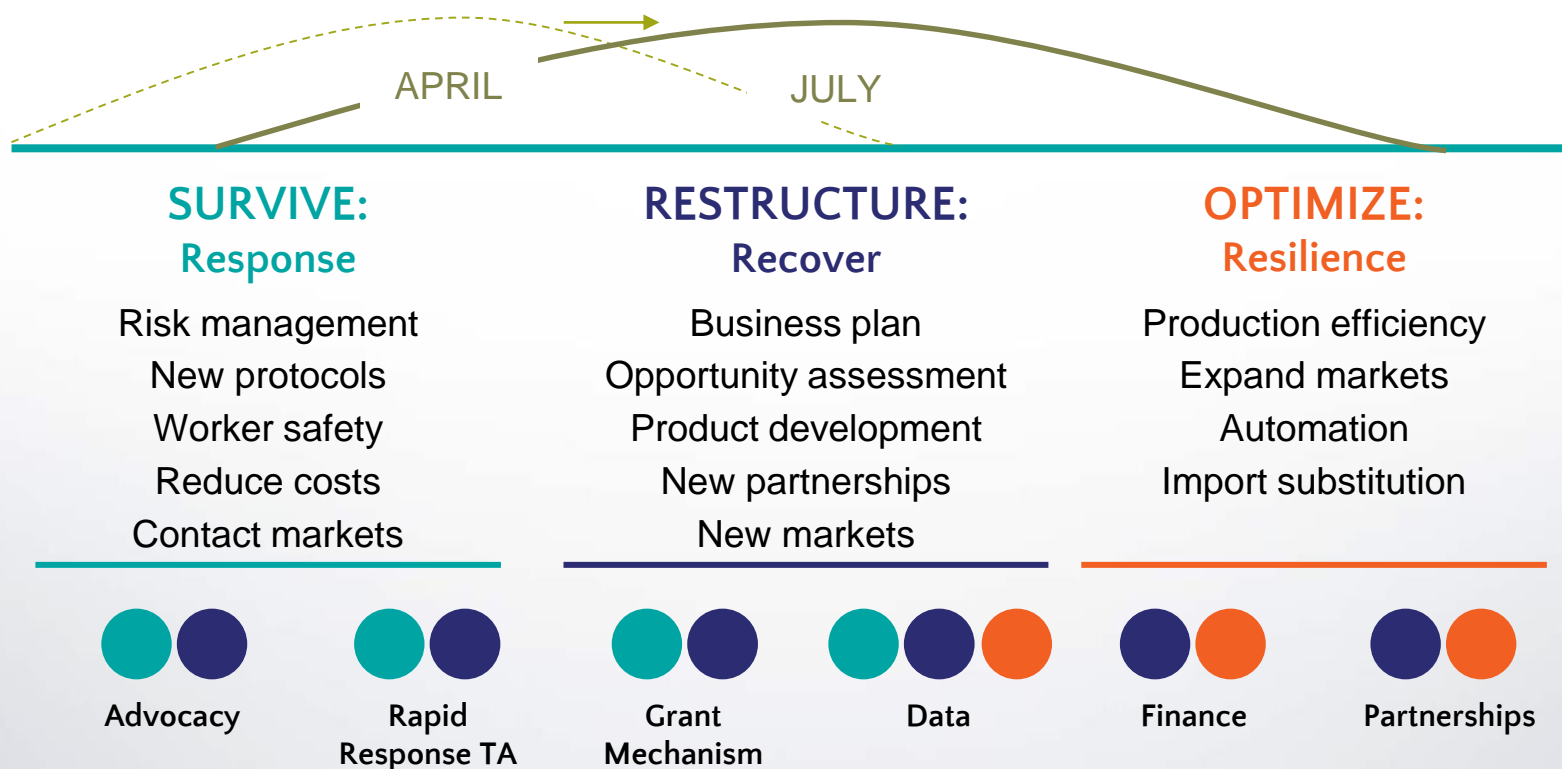 APRIL
JULY
SURVIVE:
Response
Risk management
New protocols
Worker safety
Reduce costs
Contact markets
RESTRUCTURE:
Recover
Business plan
Opportunity assessment
Product development
New partnerships
New markets
OPTIMIZE:
Resilience
Production efficiency
Expand markets
Automation
Import substitution
Advocacy
Rapid
Response TA
Grant
Mechanism
Data
Finance
Partnerships